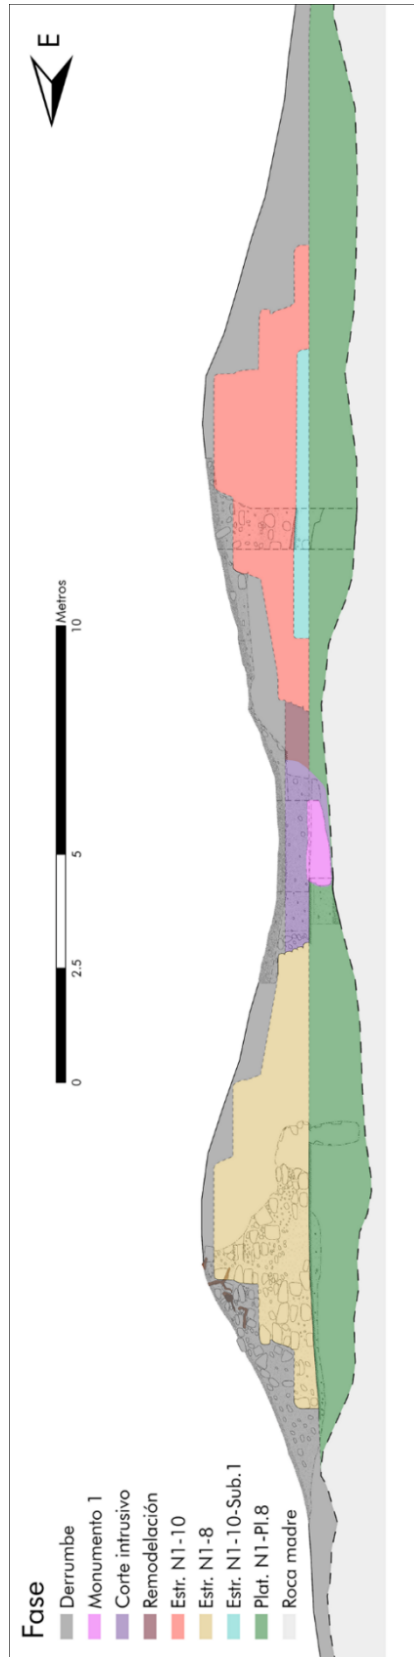 Fase
Derrumbe
Monumento 1
Corte intrusivo
Remodelación
Estr. N1-10
Estr. N1-8
Estr. N1-10-Sub.1
Plat. N1-Pl.8
Roca madre
0
2.5
5
10
Metros
E